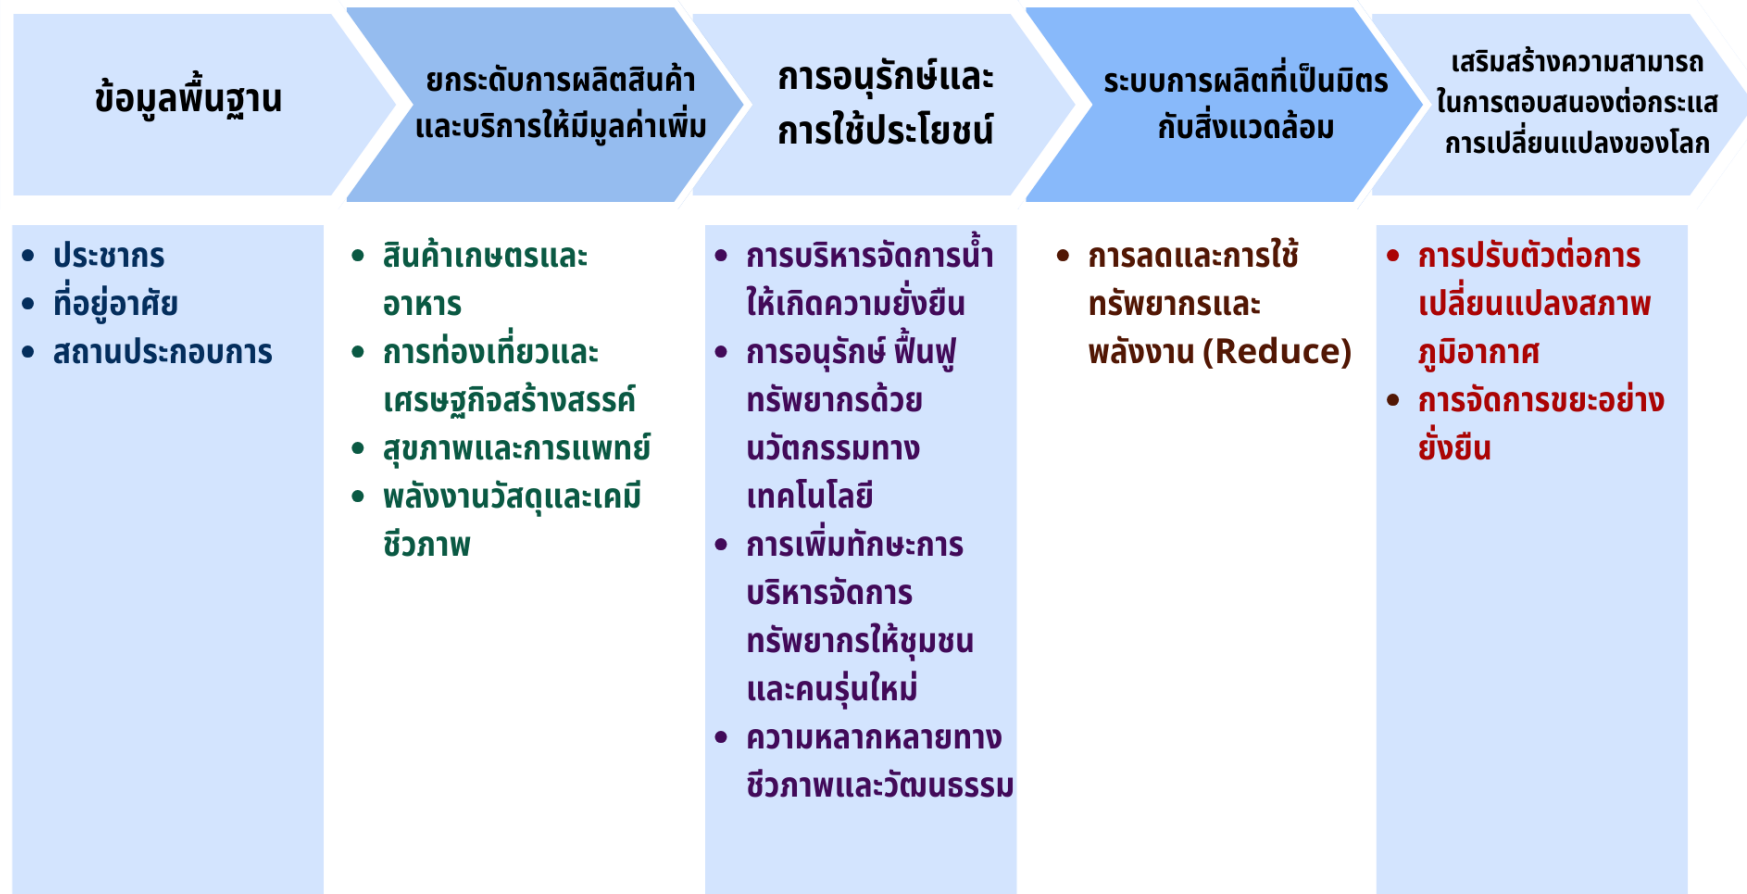 ข้อมูลพื้นฐาน
ยกระดับการผลิตสินค้า
และบริการให้มีมูลค่าเพิ่ม
การอนุรักษ์และ
การใช้ประโยชน์
ระบบการผลิตที่เป็นมิตร
กับสิ่งแวดล้อม
เสริมสร้างความสามารถ
ในการตอบสนองต่อกระแส
การเปลี่ยนแปลงของโลก
• ประชากร
• ที่อยู่อาศัย
• สถานประกอบการ
• สินค้าเกษตรและ
อาหาร
• การท่องเที่ยวและ
เศรษฐกิจสร้างสรรค์
• สุขภาพและการแพทย์
• พลังงานวัสดุและเคมี
ชีวภาพ
• การบริหารจัดการน้ำ
ให้เกิดความยั่งยืน
• การอนุรักษ์ ฟื้นฟู
ทรัพยากรด้วย
นวัตกรรมทาง
เทคโนโลยี
• การเพิ่มทักษะการ
บริหารจัดการ
ทรัพยากรให้ชุมชน
และคนรุ่นใหม่
• ความหลากหลายทาง
ชีวภาพและวัฒนธรรม
• การลดและการใช้
ทรัพยากรและ
พลังงาน (Reduce)
• การปรับตัวต่อการ
เปลี่ยนแปลงสภาพ
ภูมิอากาศ
• การจัดการขยะอย่าง
ยั่งยืน